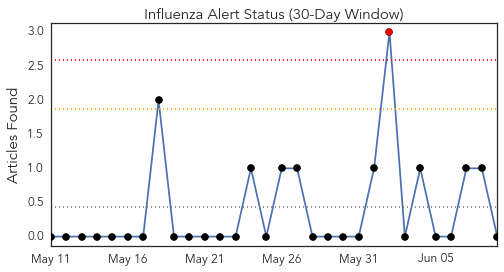 Influenza Alert Status (30-Day Window)
Articles Found
3.0
2.5
2.0
1.5
1.0
0.5
0.0
May 11 May 16 May 21 May 26 May 31 Jun 05